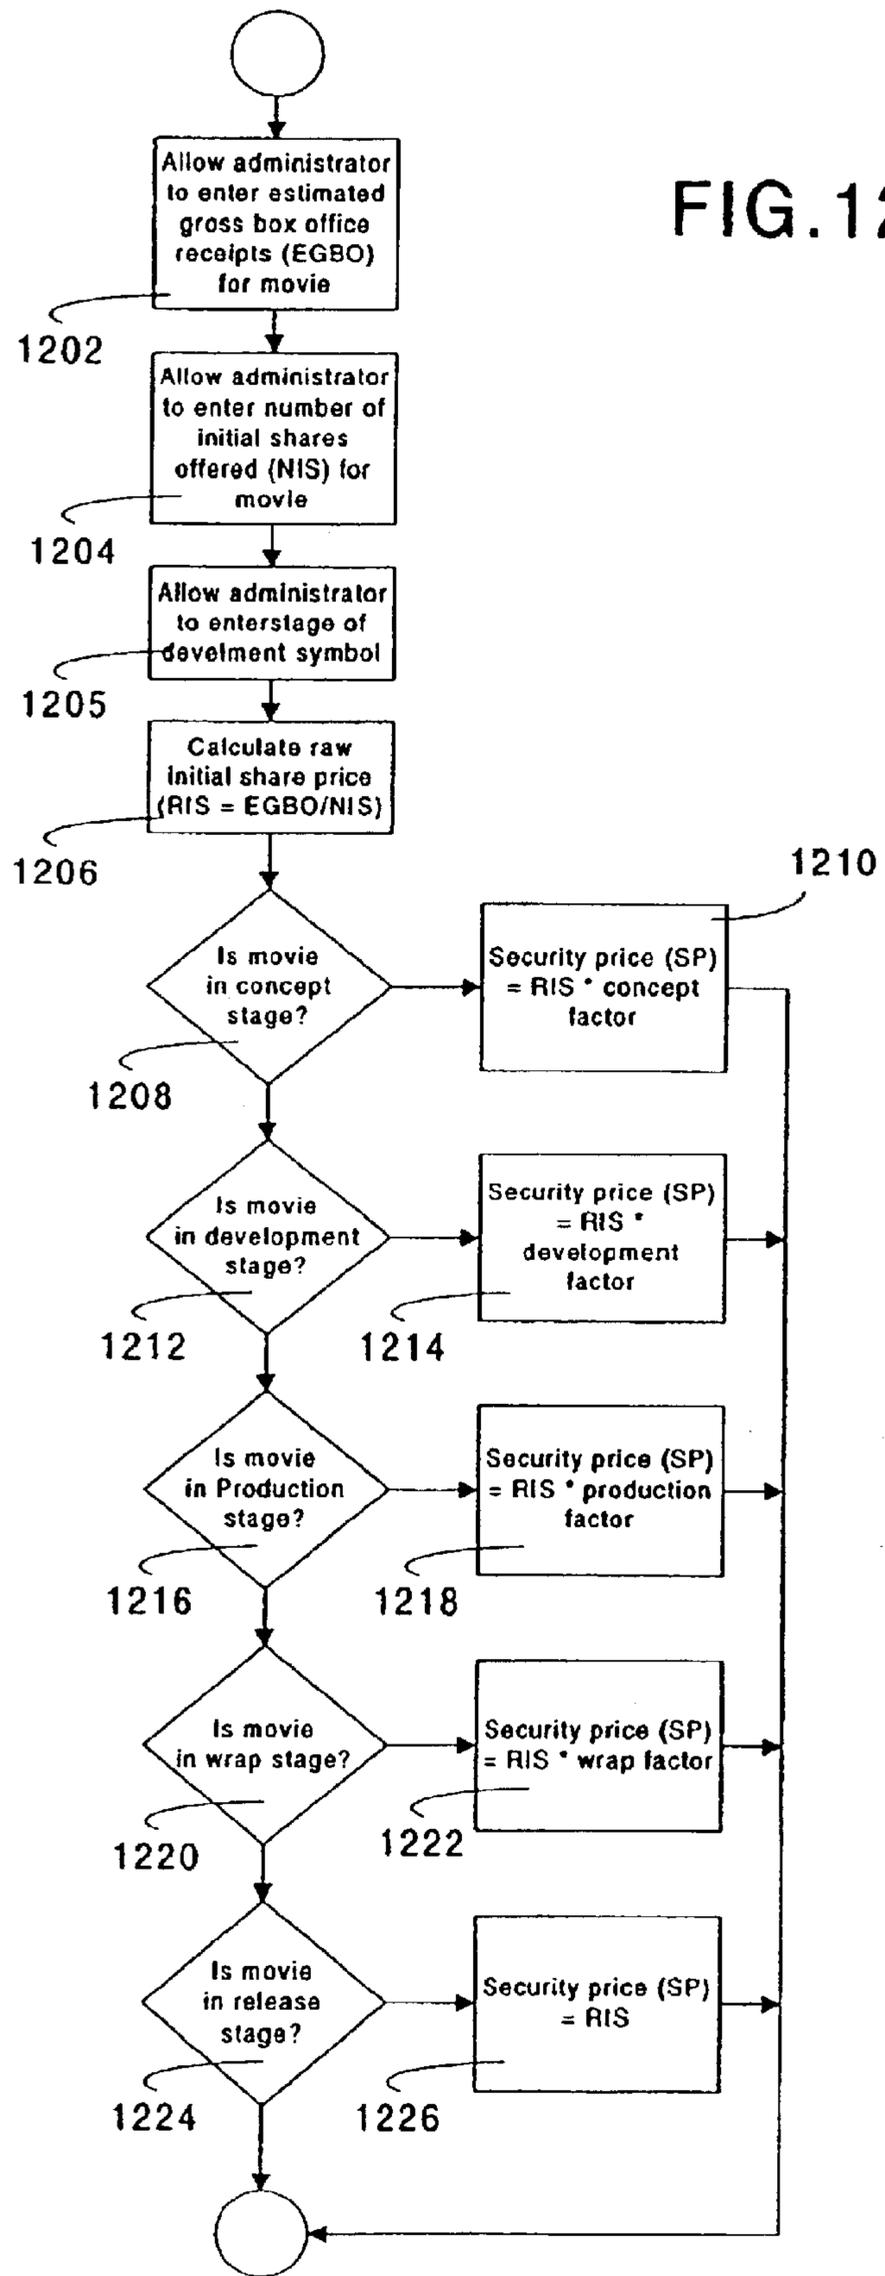 FIG.12
Allow administrator
to enter estimated
gross box office
receipts (EGBO)
for movie
1202
Allow administrator
to enter number of
initial shares
offered (NIS) for
movie
1204
Allow administrator
to enterstage of
develment symbol
1205
Calculate raw
initial share price
(RIS = EGBO/NIS)
1206
Is movie
in concept
stage?
1208
Security price (SP)
= RIS * concept
factor
1210
Is movie
in development
stage?
1212
Security price (SP)
= RIS *
development
factor
1214
Is movie
in Production
stage?
1216
Security price (SP)
= RIS * production
factor
1218
Is movie
in wrap stage?
1220
Security price (SP)
= RIS * wrap factor
1222
Is movie
in release
stage?
1224
Security price (SP)
= RIS
1226